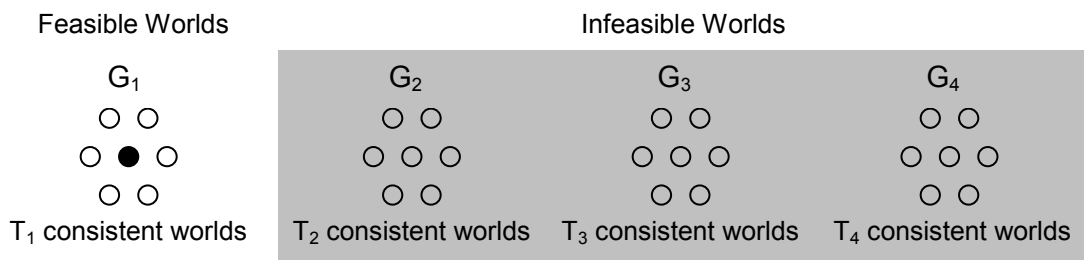 Feasible Worlds Infeasible Worlds
G₁ G₂ G₃ G₄
T₁ consistent worlds T₂ consistent worlds T₃ consistent worlds T₄ consistent worlds